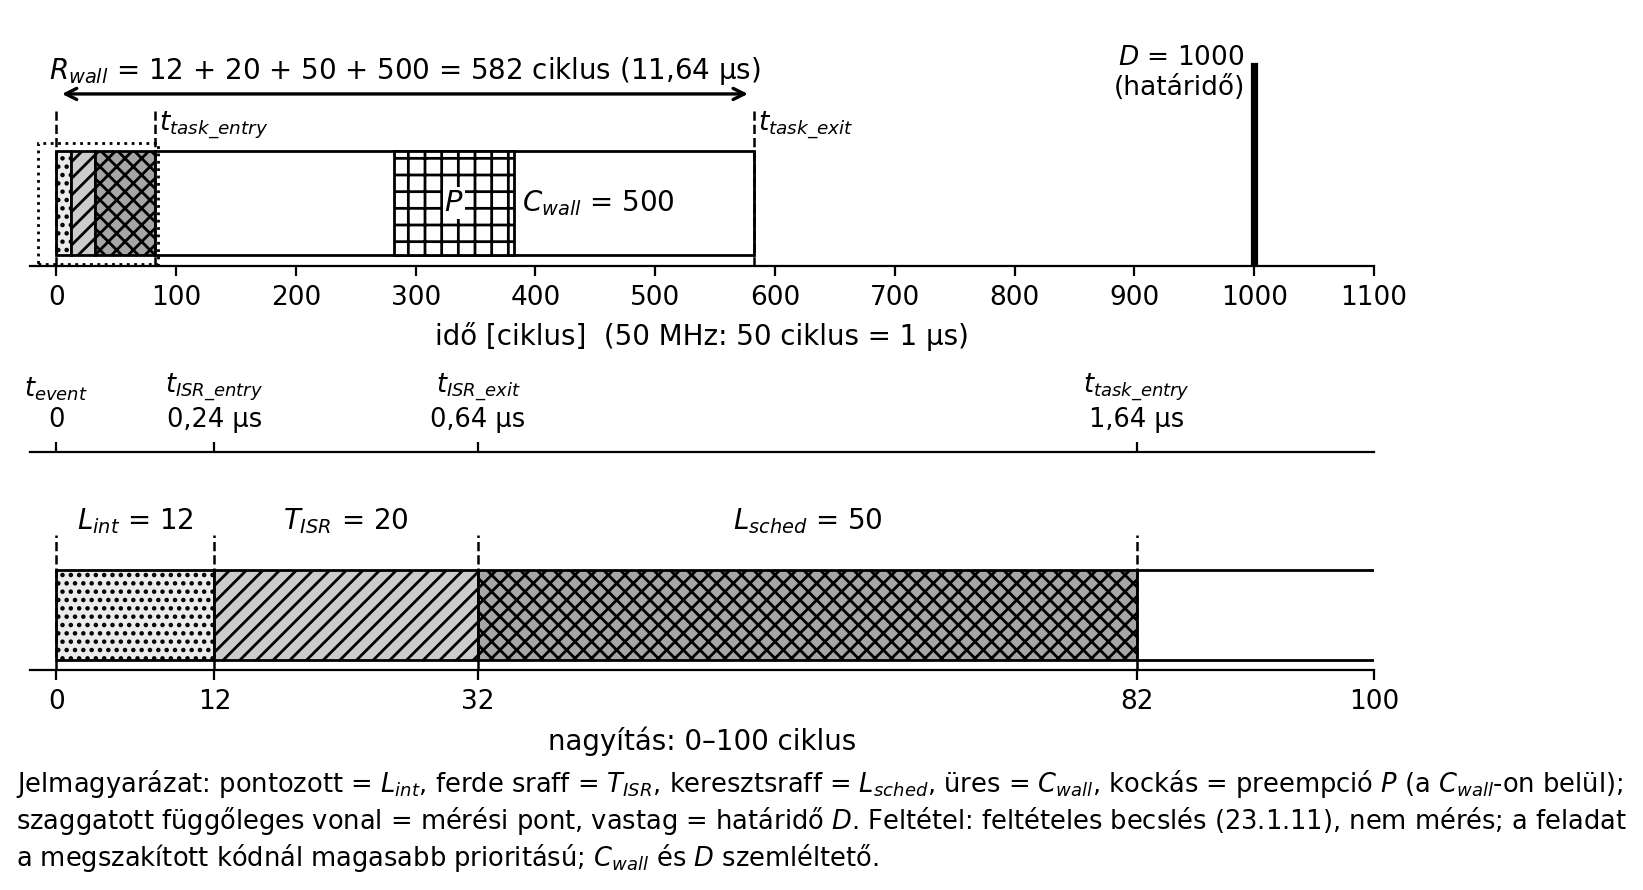 R_wall = 12 + 20 + 50 + 500 = 582 ciklus (11,64 µs)
D = 1000
(határidő)
t_task_entry
t_task_exit
P
C_wall = 500
0 100 200 300 400 500 600 700 800 900 1000 1100
idő [ciklus] (50 MHz: 50 ciklus = 1 µs)
t_event t_ISR_entry t_ISR_exit t_task_entry
0 0,24 µs 0,64 µs 1,64 µs
L_int = 12 T_ISR = 20 L_sched = 50
0 12 32 82 100
nagyítás: 0–100 ciklus
Jelmagyarázat: pontozott = L_int, ferde sraff = T_ISR, keresztsraff = L_sched, üres = C_wall, kockás = preempció P (a C_wall-on belül);
szaggatott függőleges vonal = mérési pont, vastag = határidő D. Feltétel: feltételes becslés (23.1.11), nem mérés; a feladat
a megszakított kódnál magasabb prioritású; C_wall és D szemléltető.